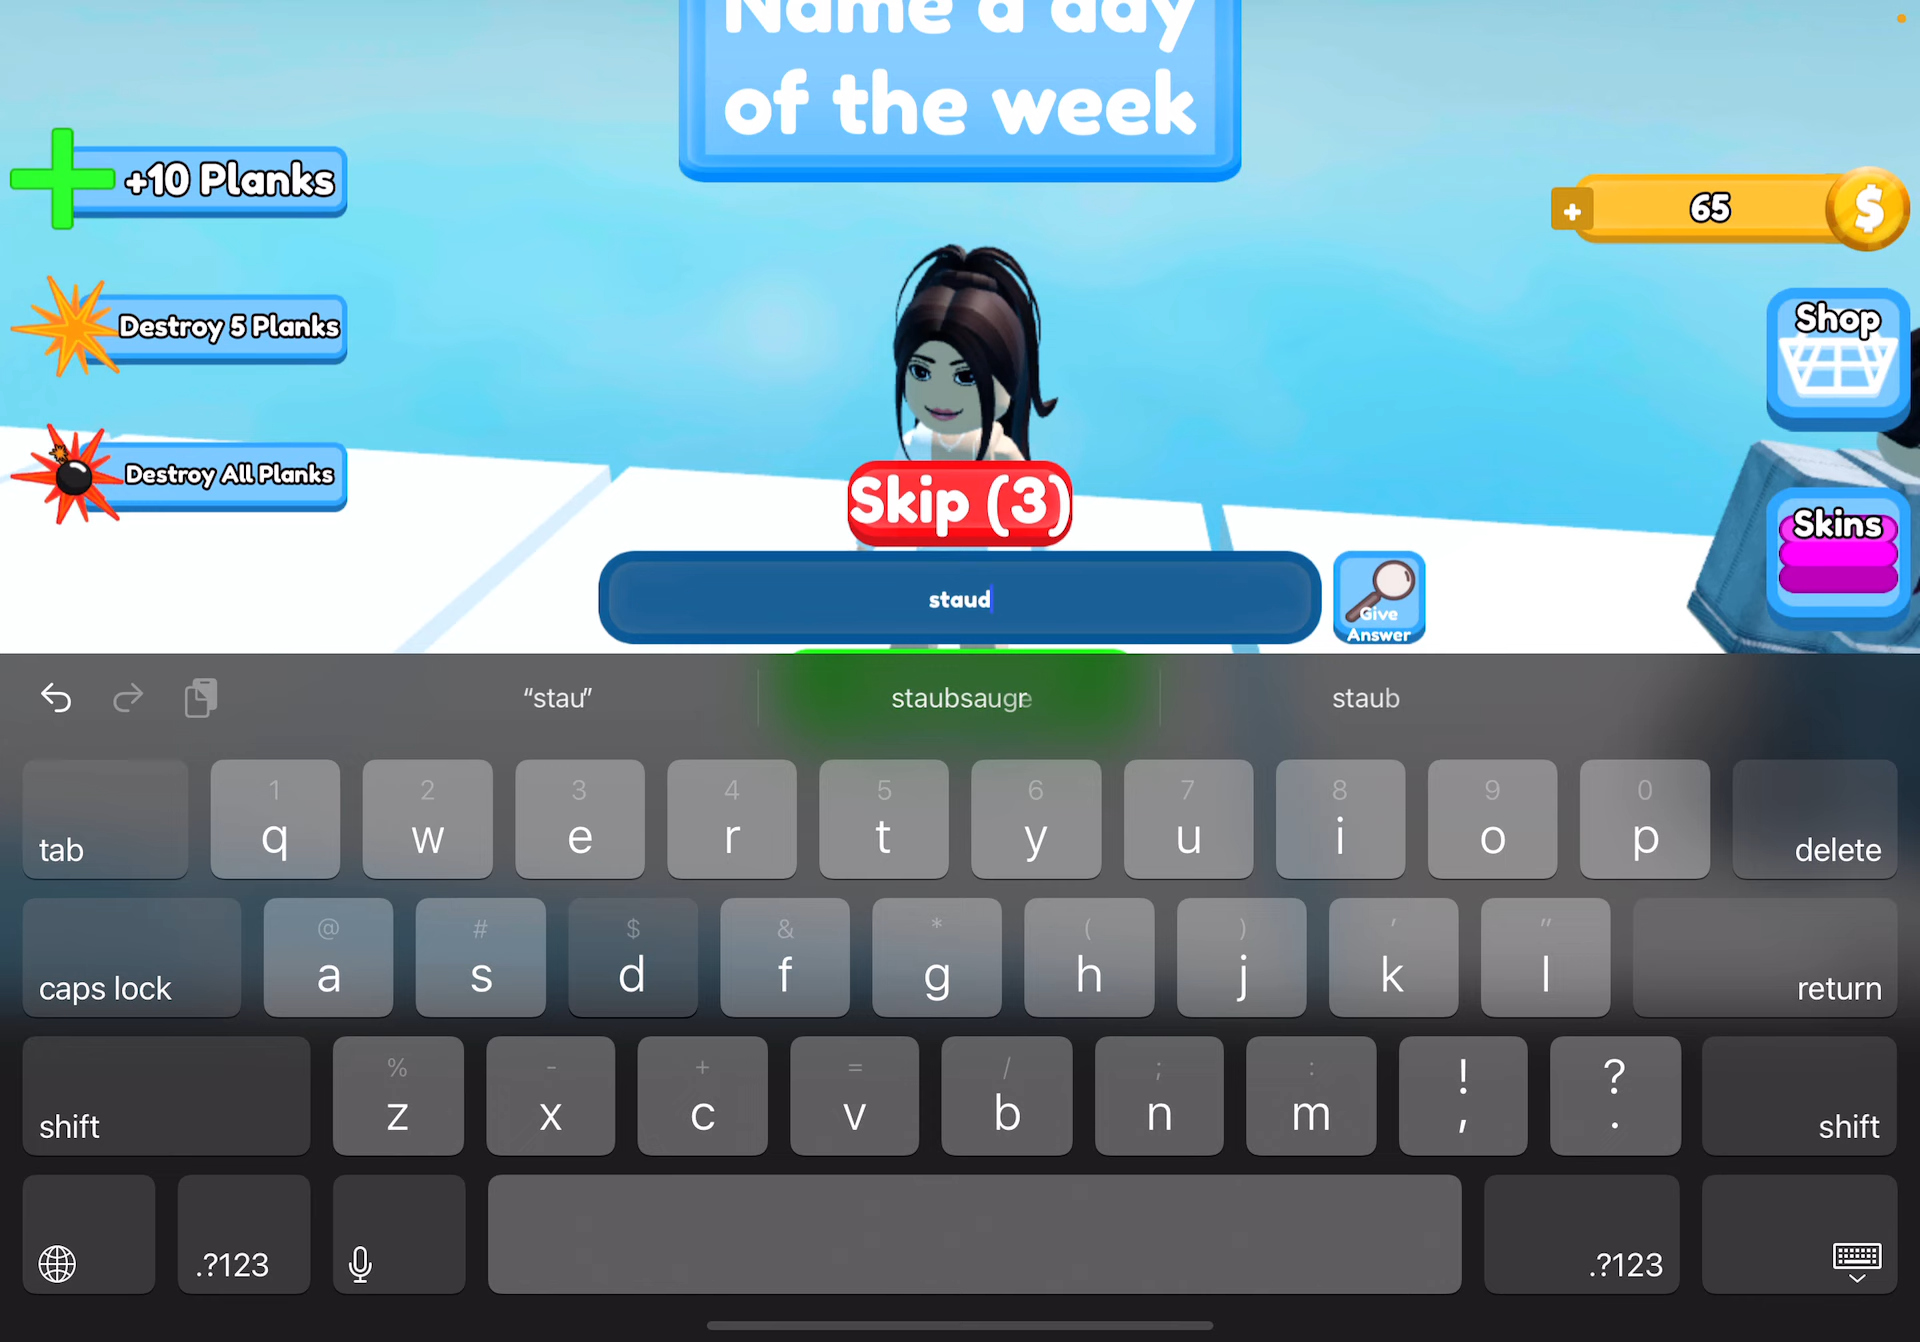 Name a day
of the week
+10 Planks
65
Destroy 5 Planks
Shop
Destroy All Planks
Skip (3)
Skins
staud
Give
Answer
“stau”
staubsauge
staub
tab
1 2 3 4 5 6 7 8 9 0
q w e r t y u i o p
delete
caps lock
@ # $ & * ( ) ' "
a s d f g h j k l
return
shift
% - + = / ; : ! ?
z x c v b n m , .
shift
.?123
.?123